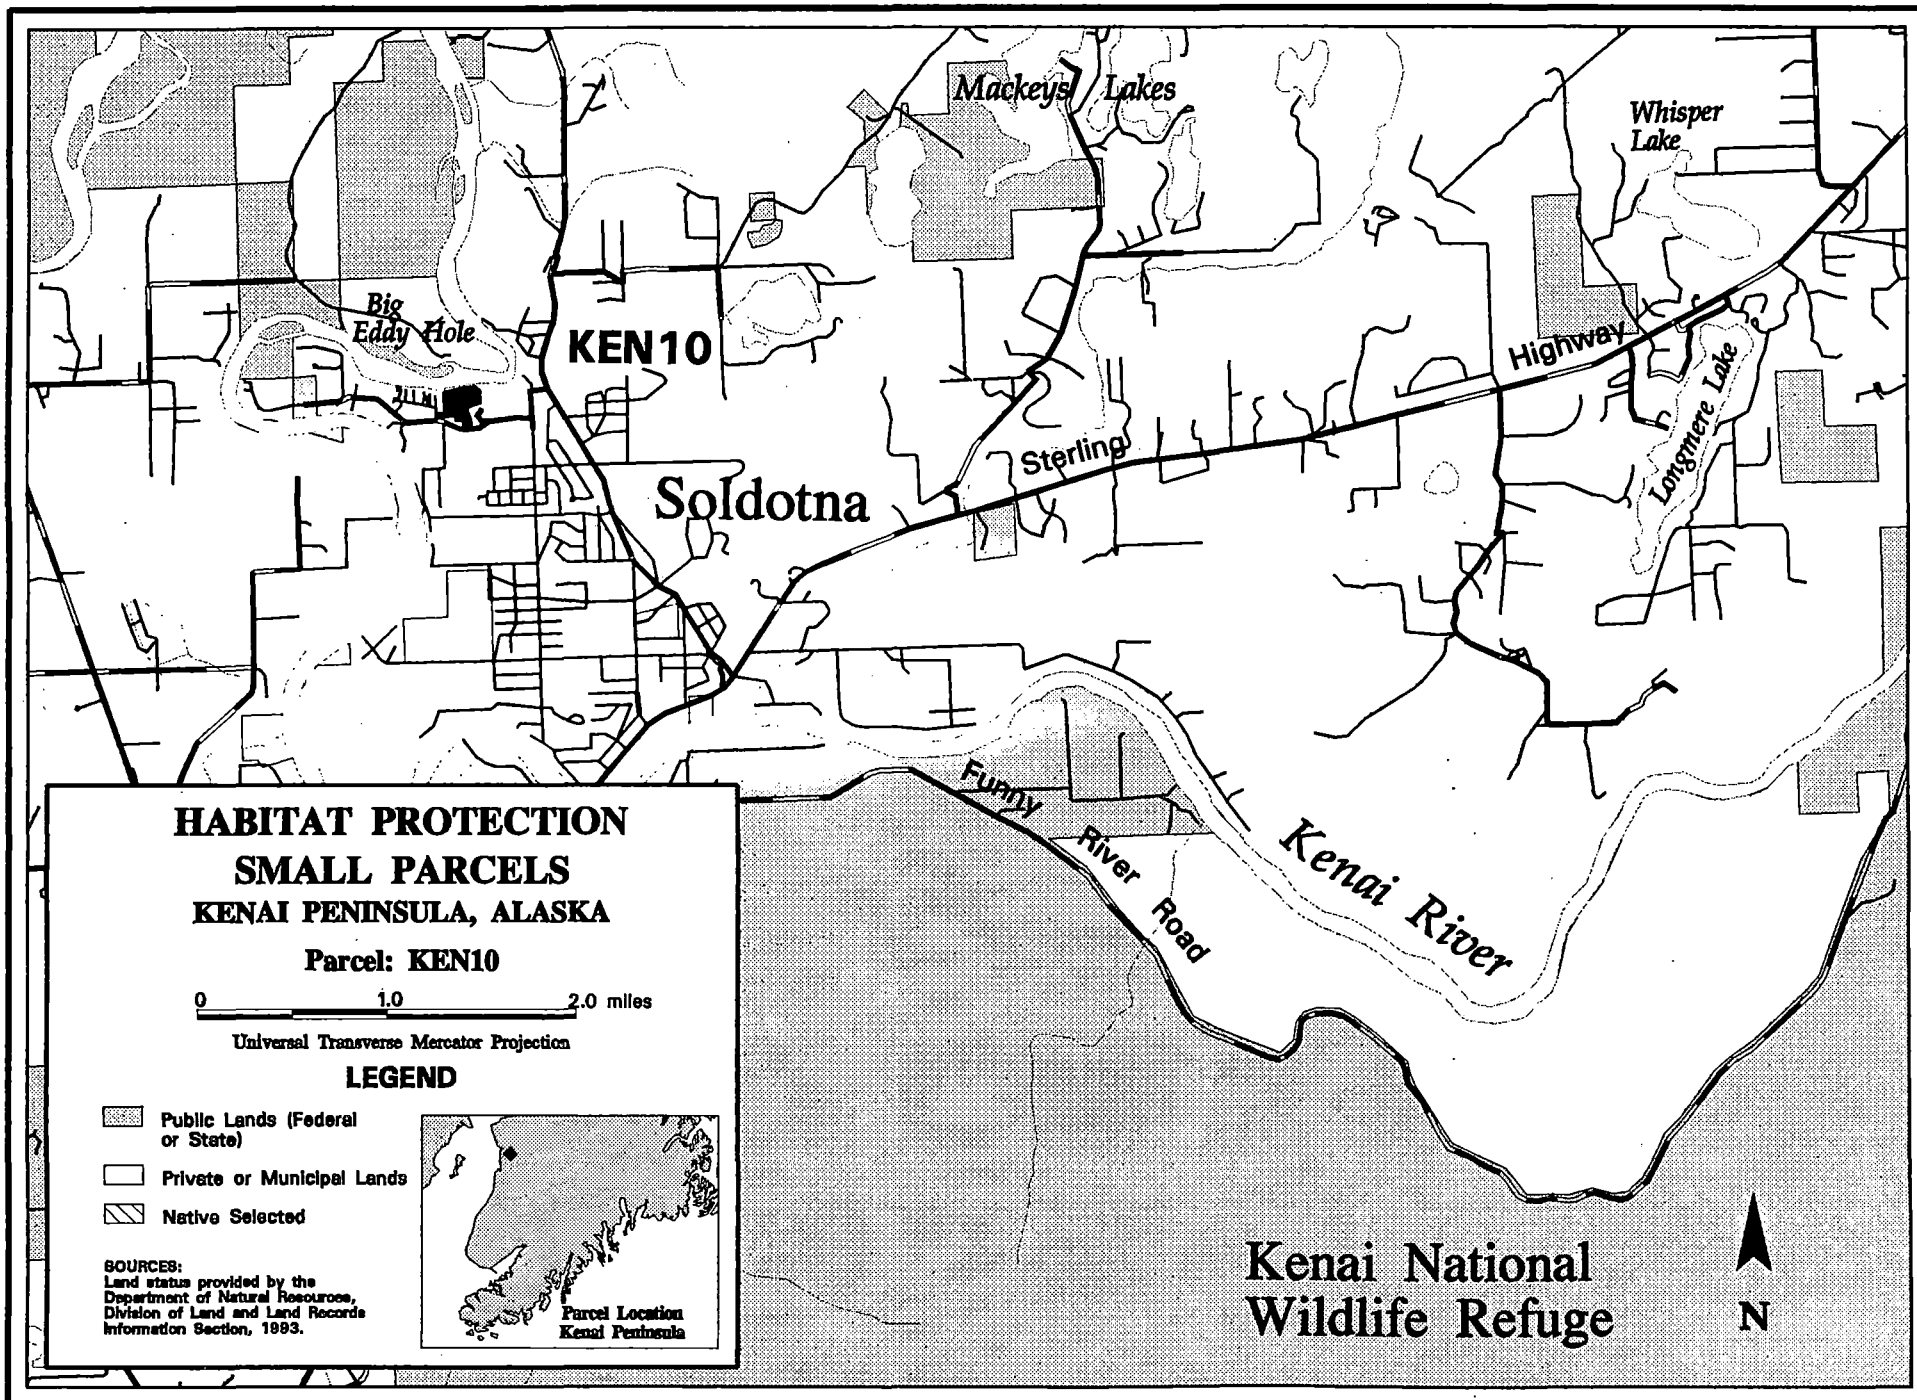 Mackeys Lakes
Whisper
Lake
Big
Eddy Hole
KEN10
Highway
Longmere Lake
Sterling
Soldotna
Funny River Road
Kenai River
HABITAT PROTECTION
SMALL PARCELS
KENAI PENINSULA, ALASKA
Parcel: KEN10
0 1.0 2.0 miles
Universal Transverse Mercator Projection
LEGEND
Public Lands (Federal
or State)
Private or Municipal Lands
Native Selected
SOURCES:
Land status provided by the
Department of Natural Resources,
Division of Land and Land Records
Information Section, 1993.
Parcel Location
Kenai Peninsula
Kenai National
Wildlife Refuge
N